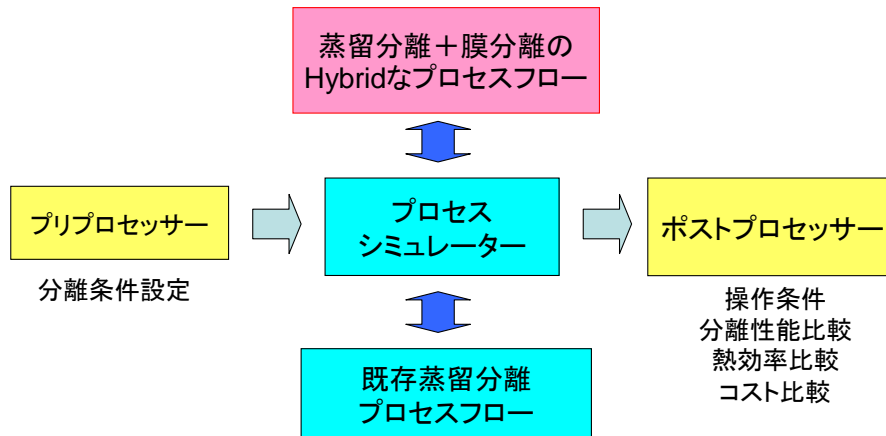 蒸留分離＋膜分離の
Hybridなプロセスフロー
プリプロセッサー
分離条件設定
プロセス
シミュレーター
ポストプロセッサー
操作条件
分離性能比較
熱効率比較
コスト比較
既存蒸留分離
プロセスフロー